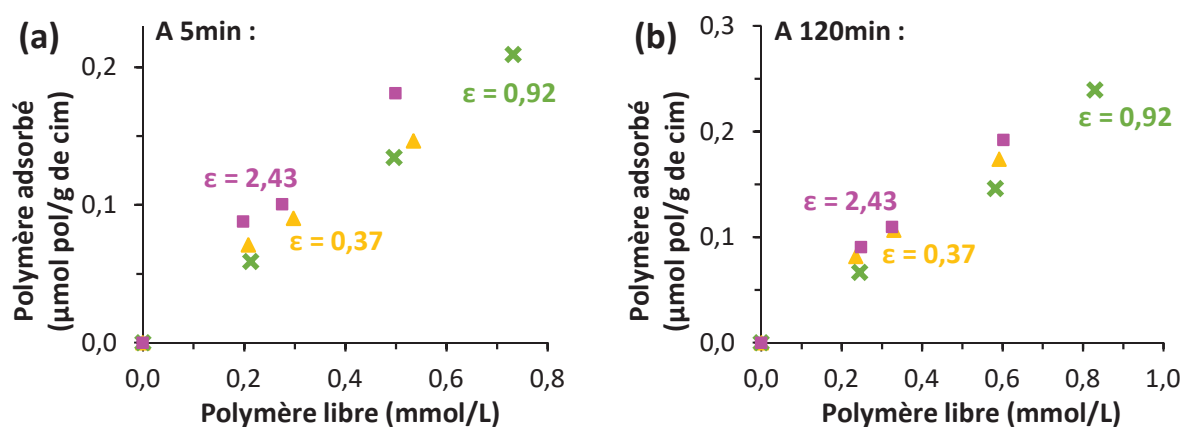 (a)
A 5min :
Polymère adsorbé
(µmol pol/g de cim)
0,2
0,1
0,0
ε = 0,92
ε = 2,43
ε = 0,37
0,0 0,2 0,4 0,6 0,8
Polymère libre (mmol/L)
(b)
A 120min :
Polymère adsorbé
(µmol pol/g de cim)
0,3
0,2
0,1
0,0
ε = 0,92
ε = 2,43
ε = 0,37
0,0 0,2 0,4 0,6 0,8 1,0
Polymère libre (mmol/L)